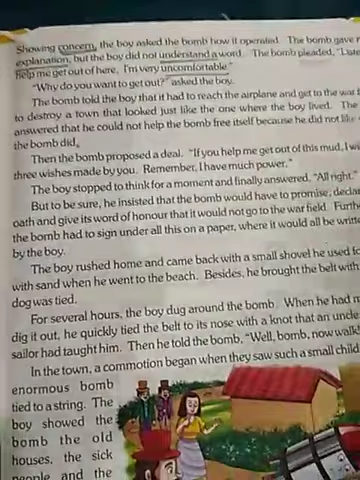 Showing concern, the boy asked the bomb how it operated. The bomb gave
explanation, but the boy did not understand a word. The bomb pleaded,
help me get out of here. I'm very uncomfortable."
"Why do you want to get out?" asked the boy.
The bomb told the boy that it had to reach the airplane and get to the war
to destroy a town that looked just like the one where the boy lived. The
answered that he could not help the bomb free itself because he did not like
the bomb did.
Then the bomb proposed a deal. "If you help me get out of this mud, I
three wishes made by you. Remember, I have much power."
The boy stopped to think for a moment and finally answered, "All right."
But to be sure, he insisted that the bomb would have to promise,
oath and give its word of honour that it would not go to the war field.
the bomb had to sign under all this on a paper, where it would all be
by the boy.
The boy rushed home and came back with a small shovel he used
with sand when he went to the beach. Besides, he brought the belt with
dog was tied.
For several hours, the boy dug around the bomb. When he had
dig it out, he quickly tied the belt to its nose with a knot that an
sailor had taught him. Then he told the bomb, "Well, bomb, now walk
In the town, a commotion began when they saw such a small child
enormous bomb
tied to a string. The
boy showed the
bomb the old
houses, the sick
people and the